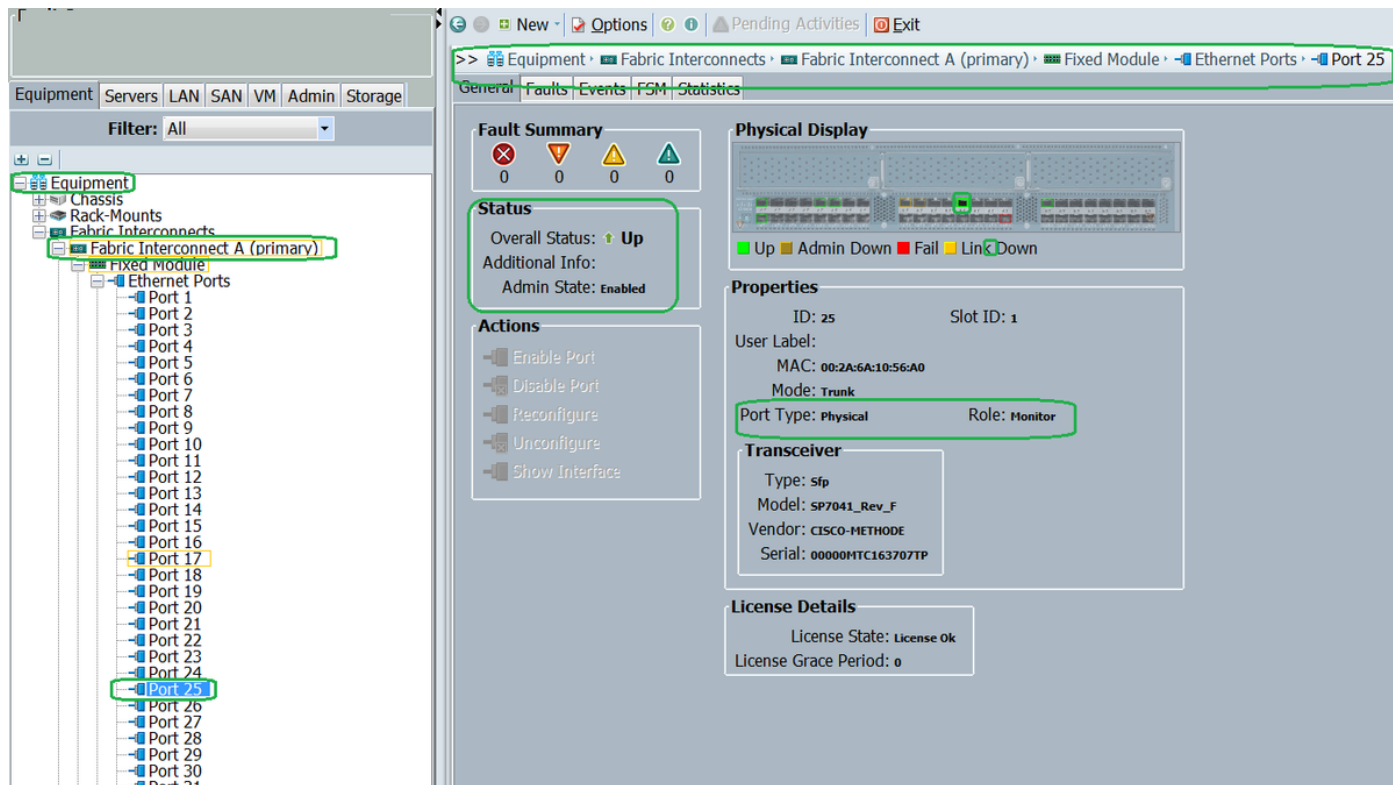 New Options Pending Activities Exit
>> Equipment Fabric Interconnects Fabric Interconnect A (primary) Fixed Module Ethernet Ports Port 25
Equipment Servers LAN SAN VM Admin Storage
Filter: All
Equipment
Chassis
Rack-Mounts
Fabric Interconnects
Fabric Interconnect A (primary)
Fixed Module
Ethernet Ports
Port 1
Port 2
Port 3
Port 4
Port 5
Port 6
Port 7
Port 8
Port 9
Port 10
Port 11
Port 12
Port 13
Port 14
Port 15
Port 16
Port 17
Port 18
Port 19
Port 20
Port 21
Port 22
Port 23
Port 24
Port 25
Port 26
Port 27
Port 28
Port 29
Port 30
General Faults Events FSM Statistics
Fault Summary
0 0 0 0
Status
Overall Status: Up
Additional Info:
Admin State: Enabled
Actions
Enable Port
Disable Port
Reconfigure
Unconfigure
Show Interface
Physical Display
Up Admin Down Fail Link Down
Properties
ID: 25 Slot ID: 1
User Label:
MAC: 00:2A:6A:10:56:A0
Mode: Trunk
Port Type: Physical Role: Monitor
Transceiver
Type: Sfp
Model: SP7041_Rev_F
Vendor: CISCO-METHODE
Serial: 00000MTC163707TP
License Details
License State: License Ok
License Grace Period: 0